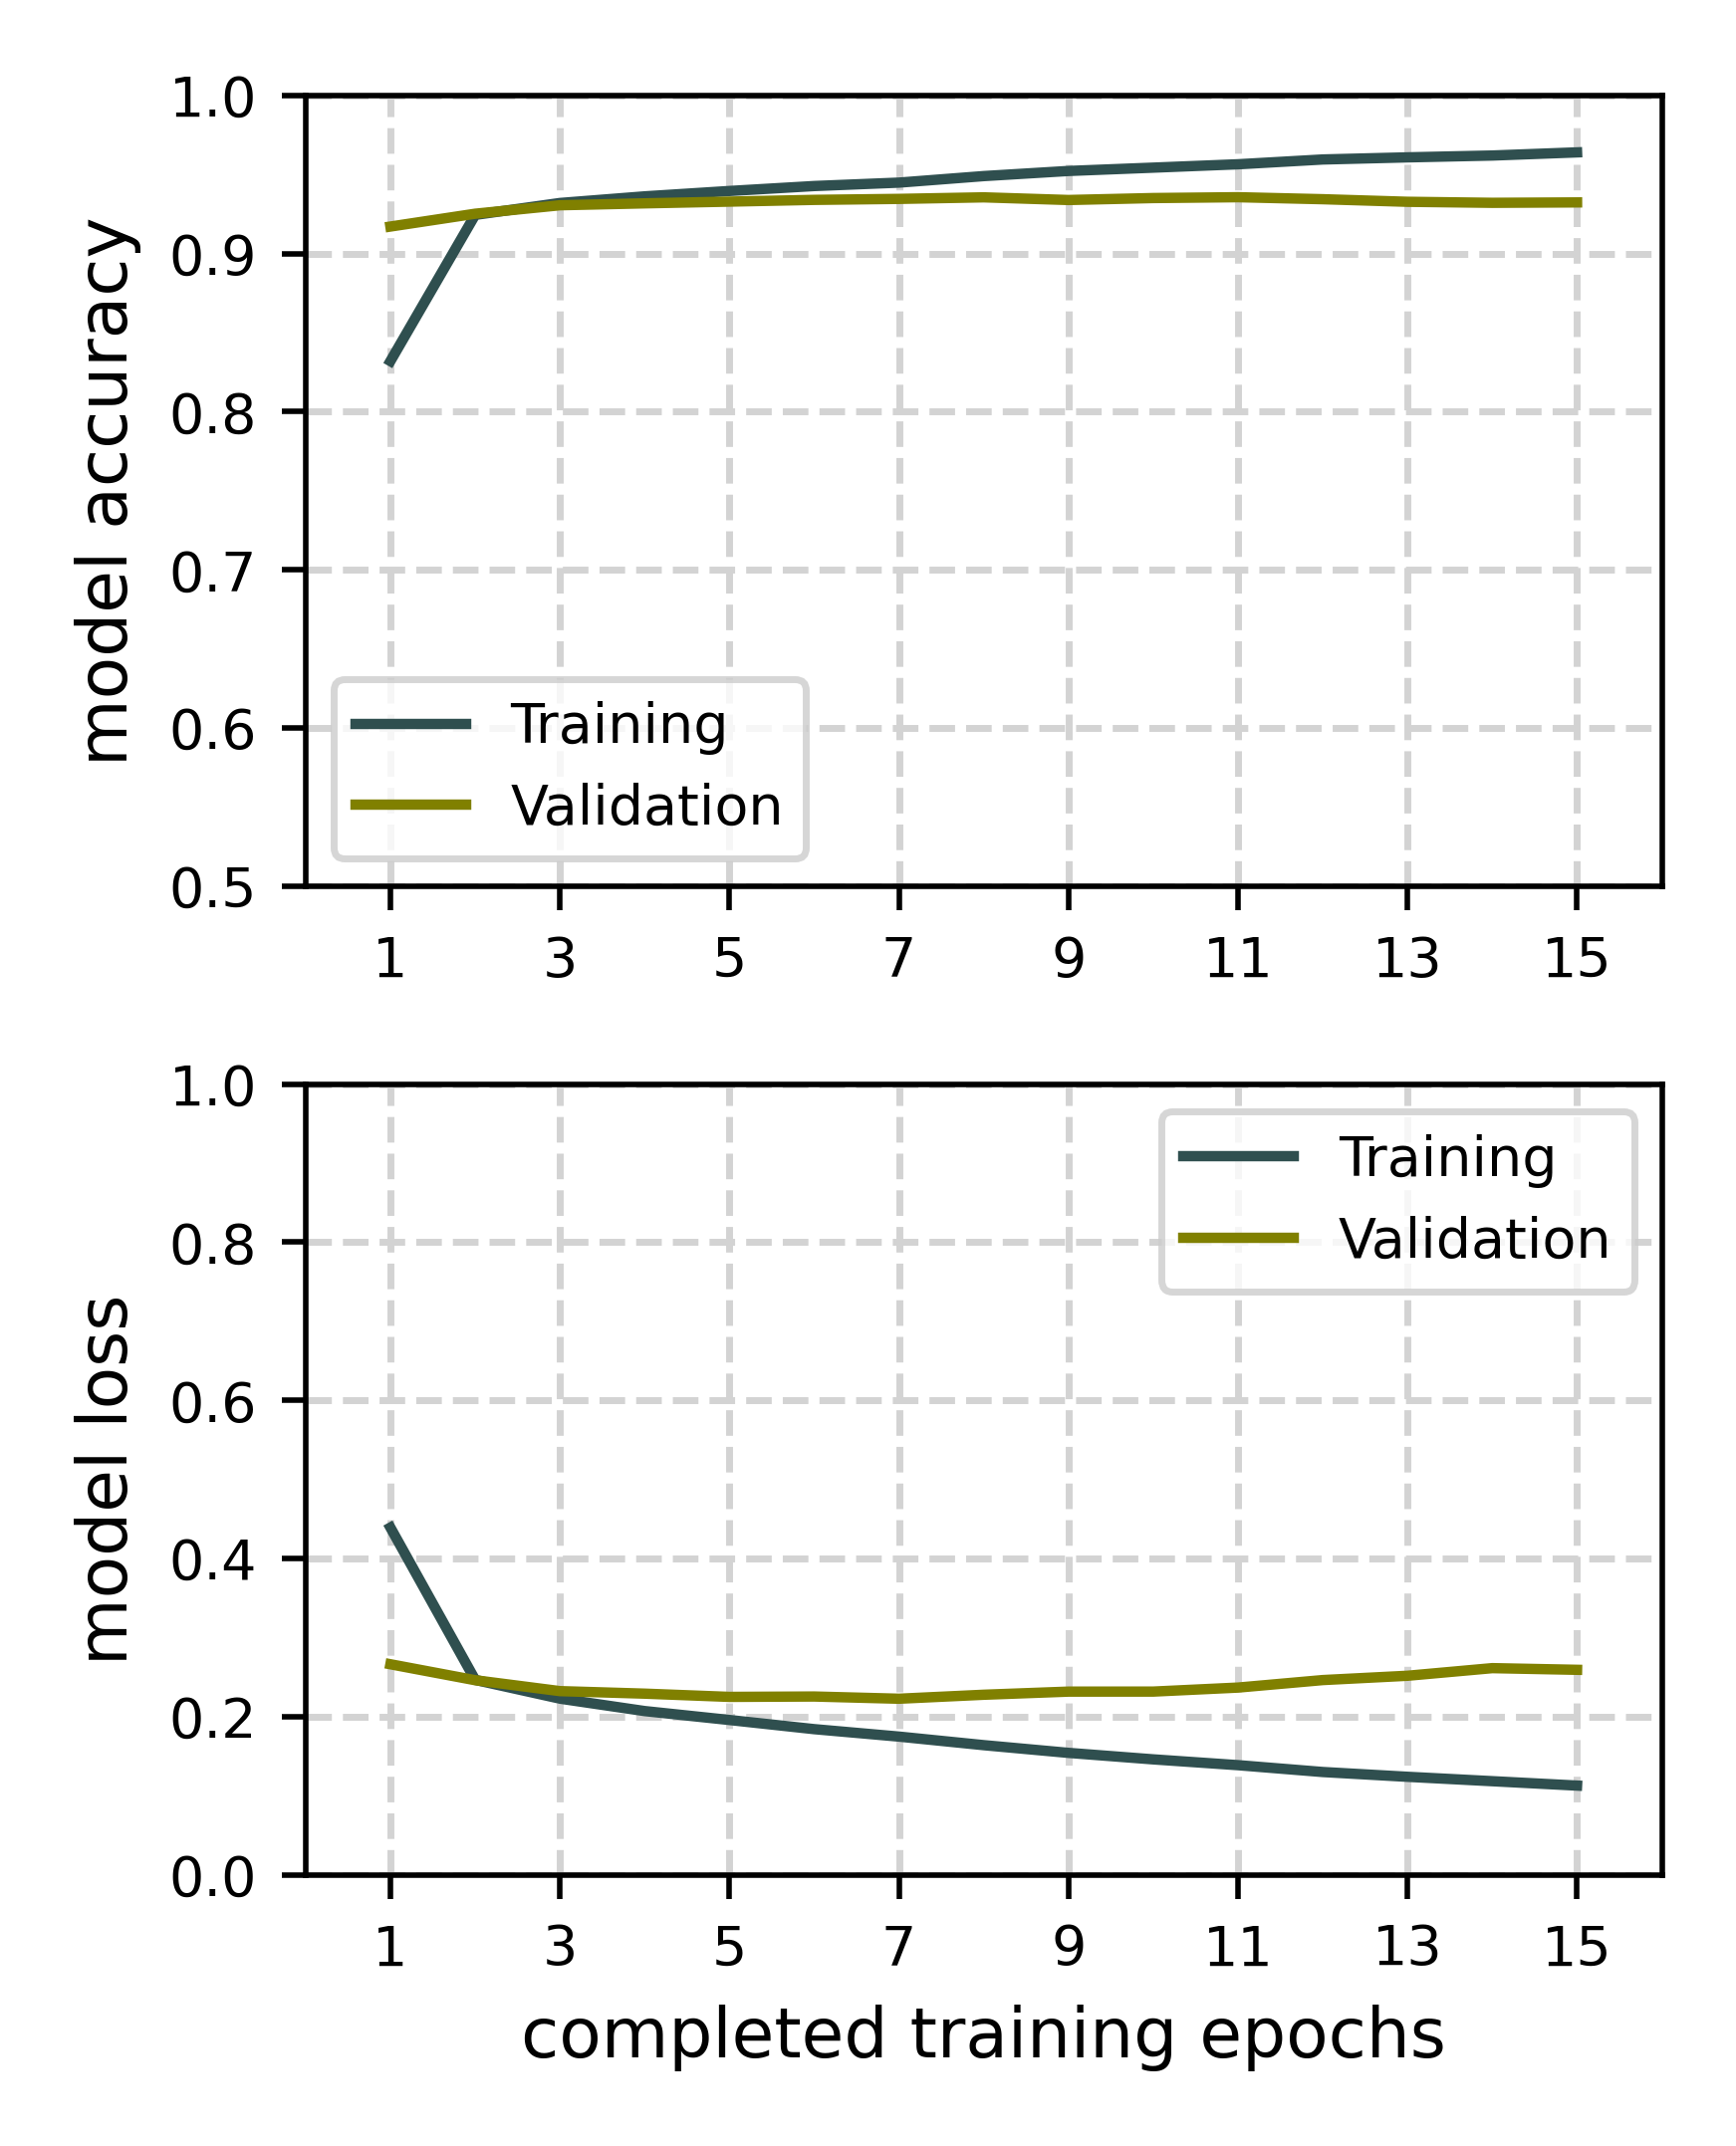 model accuracy
1.0
0.9
0.8
0.7
0.6
0.5
Training
Validation
1 3 5 7 9 11 13 15
model loss
1.0
0.8
0.6
0.4
0.2
0.0
Training
Validation
1 3 5 7 9 11 13 15
completed training epochs